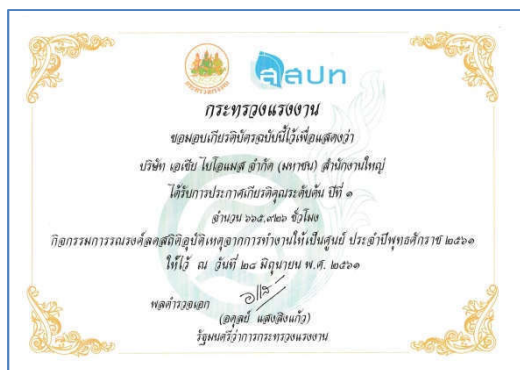 สสปท
กระทรวงแรงงาน
ขอมอบเกียรติบัตรฉบับนี้ไว้เพื่อแสดงว่า
บริษัท เอเชีย ไบโอแมส จำกัด (มหาชน) สำนักงานใหญ่
ได้รับการประกาศเกียรติคุณระดับต้น ปีที่ ๑
จำนวน ๖๖๕,๙๒๖ ชั่วโมง
กิจกรรมการรณรงค์ลดสถิติอุบัติเหตุจากการทำงานให้เป็นศูนย์ ประจำปีพุทธศักราช ๒๕๖๑
ให้ไว้ ณ วันที่ ๒๘ มิถุนายน พ.ศ. ๒๕๖๑
พลตำรวจเอก
(อดุลย์ แสงสิงแก้ว)
รัฐมนตรีว่าการกระทรวงแรงงาน